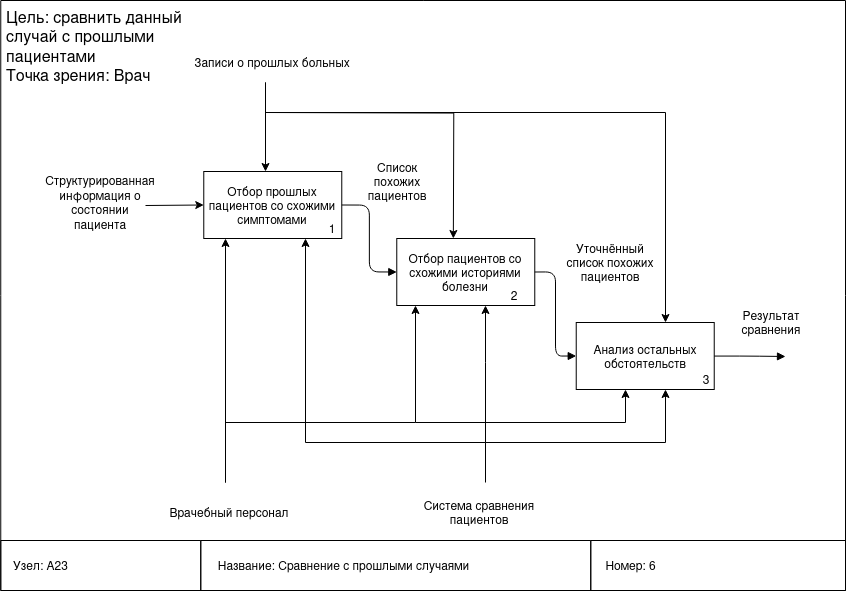 Цель: сравнить данный
случай с прошлыми
пациентами
Точка зрения: Врач
Записи о прошлых больных
Структурированная
информация о
состоянии
пациента
Отбор прошлых
пациентов со схожими
симптомами
1
Список
похожих
пациентов
Отбор пациентов со
схожими историями
болезни
2
Уточнённый
список похожих
пациентов
Анализ остальных
обстоятельств
3
Результат
сравнения
Врачебный персонал
Система сравнения
пациентов
Узел: А23
Название: Сравнение с прошлыми случаями
Номер: 6